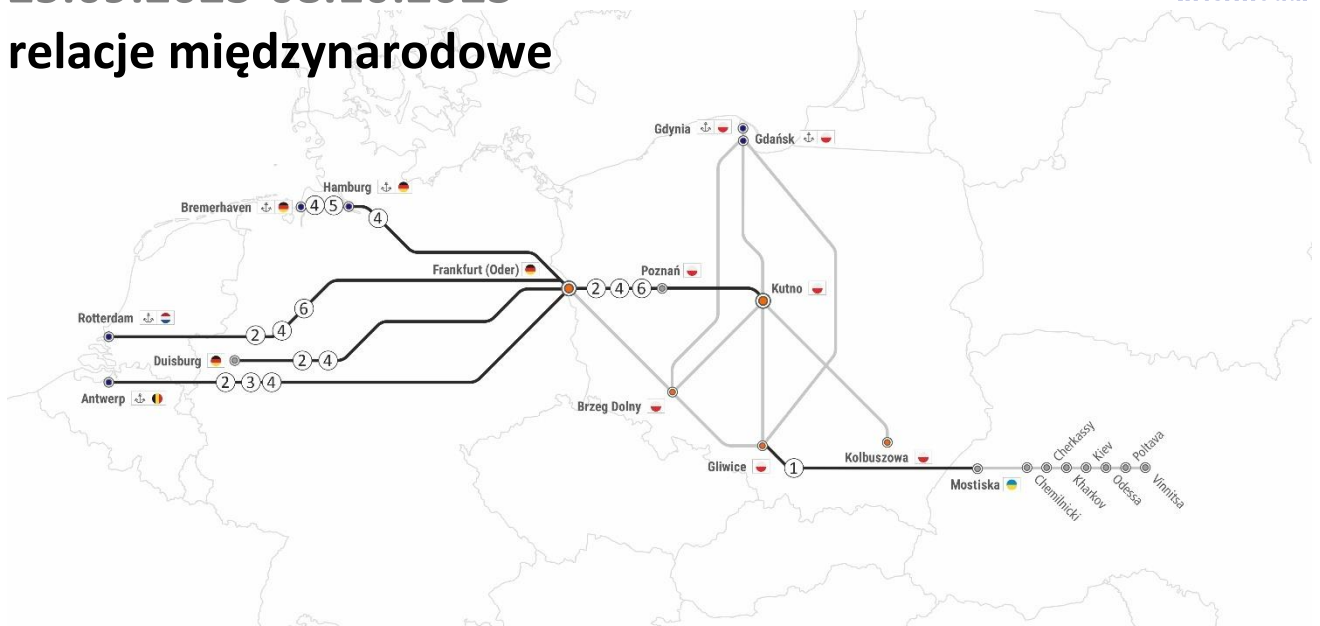 relacje międzynarodowe
Gdynia
Gdańsk
Hamburg
Bremerhaven
4 5
4
Frankfurt (Oder)
Poznań
2 4 6
Kutno
6
Rotterdam
2 4
Duisburg
2 4
2 3 4
Antwerp
Brzeg Dolny
Gliwice
1
Kolbuszowa
Mostiska
Chemilnicki
Cherkassy
Kharkov
Kiev
Odessa
Poltava
Vinnitsa